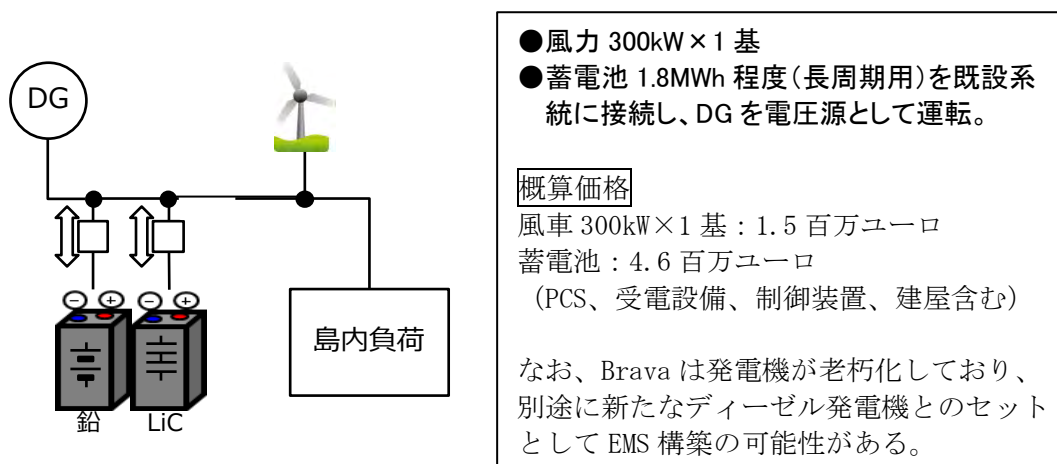 DG
－ ＋ － ＋
鉛 LiC
島内負荷
●風力 300kW×1 基
●蓄電池 1.8MWh 程度（長周期用）を既設系
統に接続し、DG を電圧源として運転。
概算価格
風車 300kW×1 基：1.5 百万ユーロ
蓄電池：4.6 百万ユーロ
（PCS、受電設備、制御装置、建屋含む）
なお、Brava は発電機が老朽化しており、
別途に新たなディーゼル発電機とのセット
として EMS 構築の可能性がある。